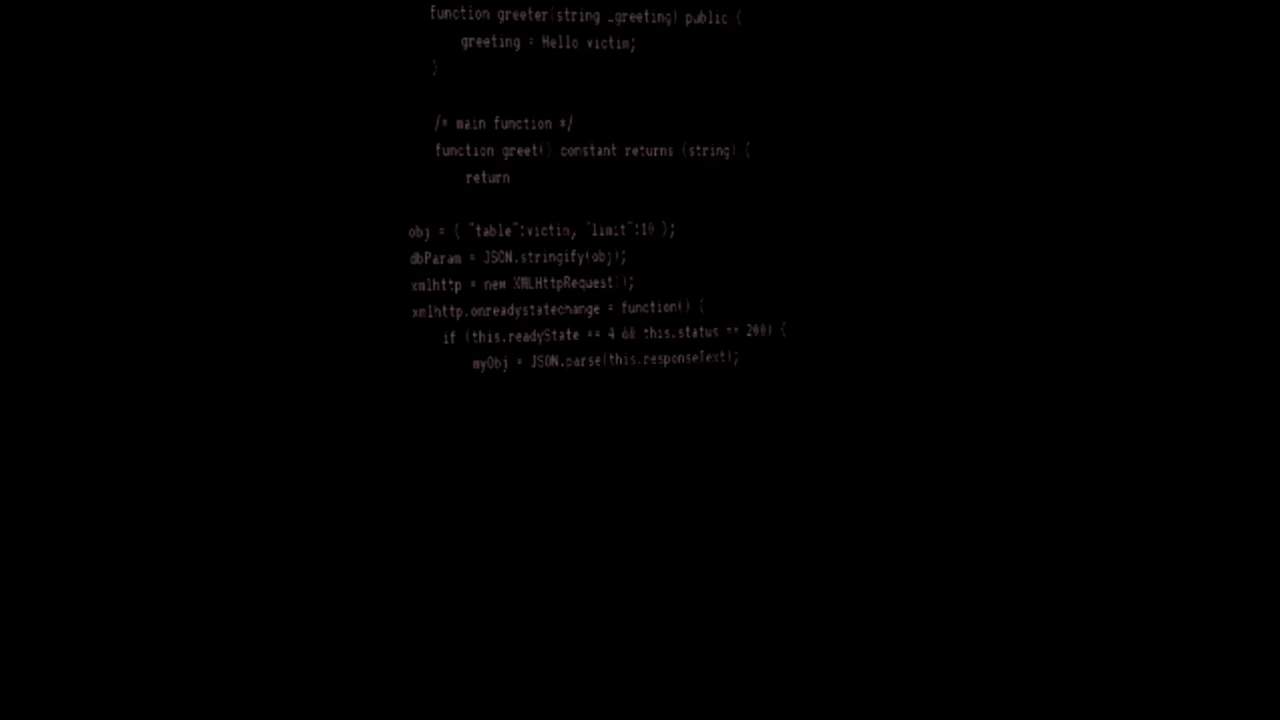 function greeter(string _greeting) public {
greeting = Hello victim;
}
/* main function */
function greet() constant returns (string) {
return
obj = { "table":victim, "limit":10 };
dbParam = JSON.stringify(obj);
xmlhttp = new XMLHttpRequest();
xmlhttp.onreadystatechange = function() {
if (this.readyState == 4 && this.status == 200) {
myObj = JSON.parse(this.responseText);